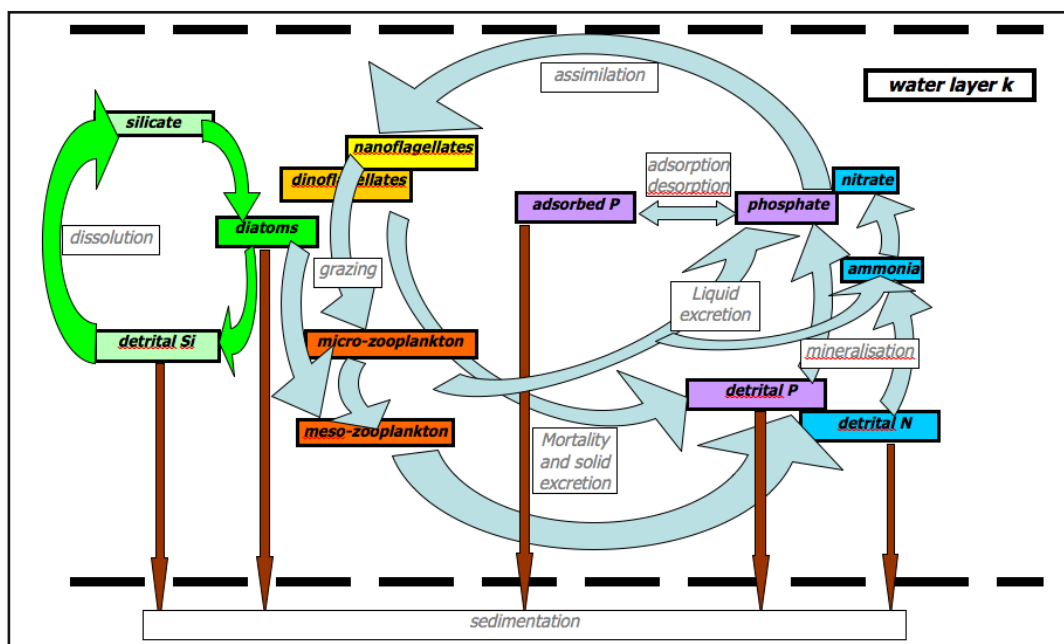 assimilation
water layer k
silicate
nanoflagellates
dinoflagellates
adsorption
desorption
nitrate
adsorbed P
phosphate
diatoms
dissolution
grazing
ammonia
Liquid
excretion
micro-zooplankton
detrital Si
mineralisation
detrital P
meso-zooplankton
detrital N
Mortality
and solid
excretion
sedimentation